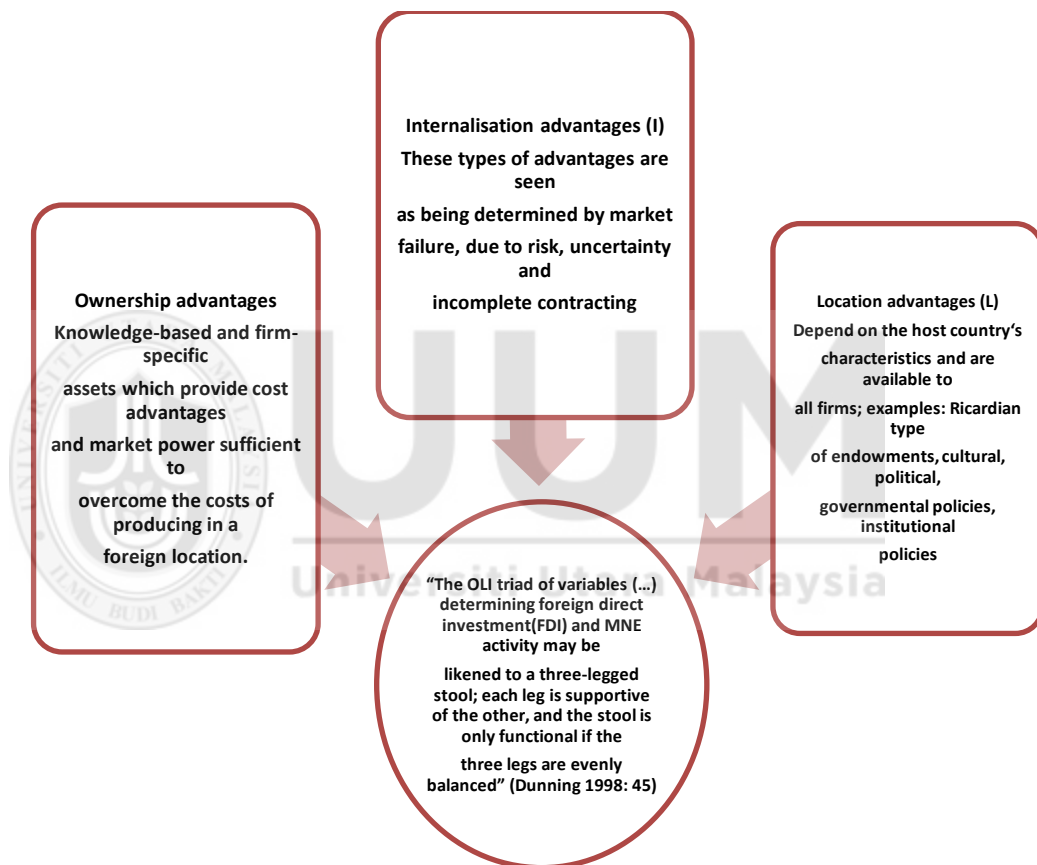 Internalisation advantages (I)
These types of advantages are
seen
as being determined by market
failure, due to risk, uncertainty
and
incomplete contracting
Ownership advantages
Knowledge-based and firm-
specific
assets which provide cost
advantages
and market power sufficient
to
overcome the costs of
producing in a
foreign location.
Location advantages (L)
Depend on the host country‘s
characteristics and are
available to
all firms; examples: Ricardian
type
of endowments, cultural,
political,
governmental policies,
institutional
policies
“The OLI triad of variables (…)
determining foreign direct
investment(FDI) and MNE
activity may be
likened to a three-legged
stool; each leg is supportive
of the other, and the stool is
only functional if the
three legs are evenly
balanced” (Dunning 1998: 45)
UUM
Universiti Utara Malaysia
UNIVERSITI UTARA MALAYSIA
ILMU BUDI BAKTI